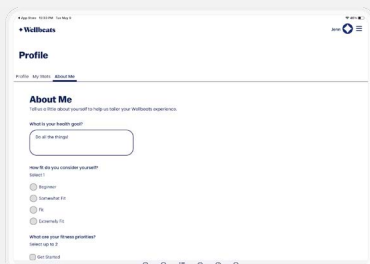 App Store 12:53 PM Tue May 9
Wellbeats
Jane
Profile
Profile My Stats About Me
About Me
Tell us a little about yourself to help us tailor your Wellbeats experience.
What is your health goal?
Do all the things!
How fit do you consider yourself?
Select 1
Beginner
Somewhat Fit
Fit
Extremely Fit
What are your fitness priorities?
Select up to 3
Get Started